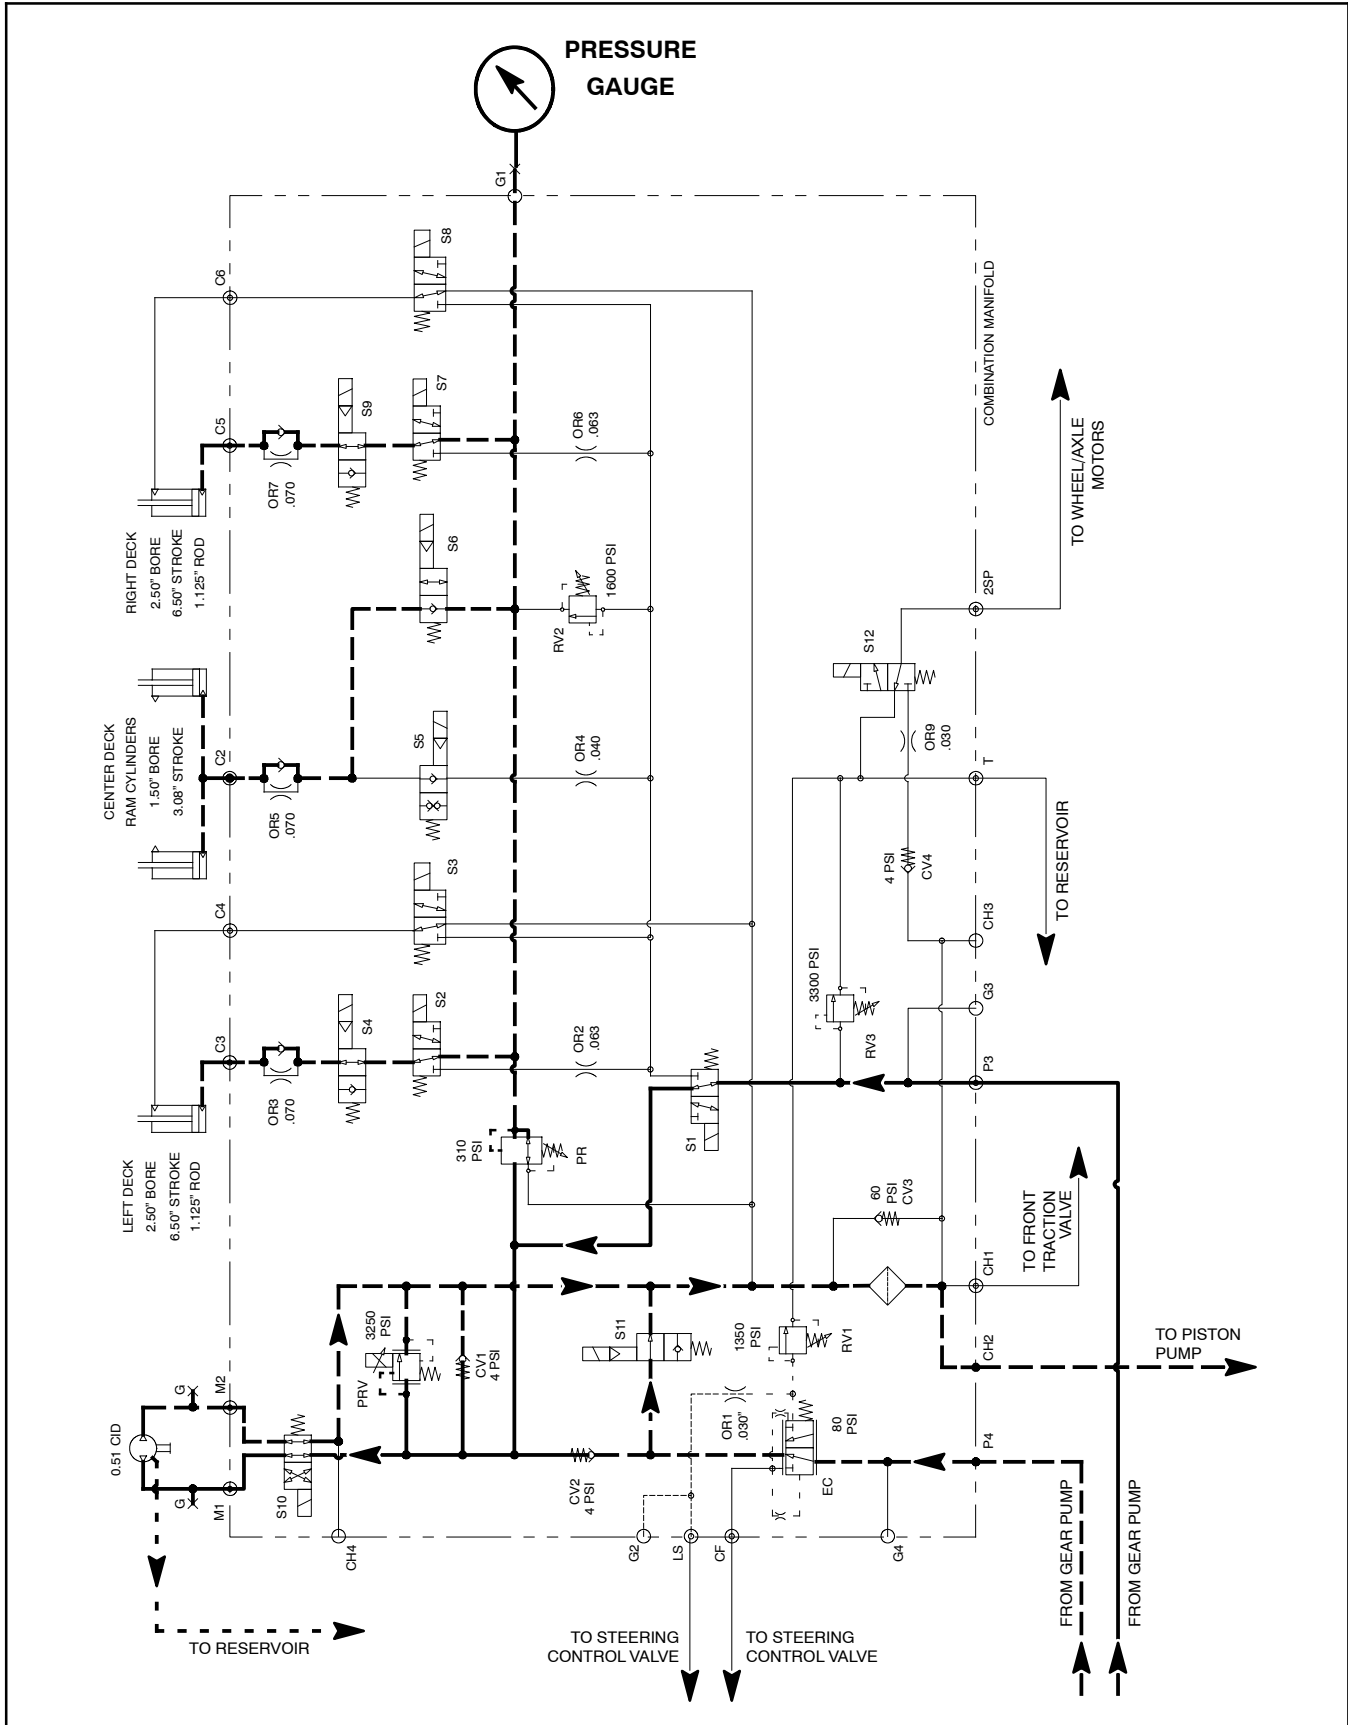 PRESSURE
GAUGE
G1
C6
S8
C5
S9
S7
OR7
.070
OR6
.063
RIGHT DECK
2.50" BORE
6.50" STROKE
1.125" ROD
COMBINATION MANIFOLD
TO WHEEL/AXLE
MOTORS
S6
1600 PSI
RV2
2SP
S12
CENTER DECK
RAM CYLINDERS
1.50" BORE
3.08" STROKE
C2
OR5
.070
S5
OR4
.040
OR9
.030
T
TO RESERVOIR
4 PSI
CV4
CH3
C4
S3
3300 PSI
RV3
G3
C3
S4
S2
OR3
.070
OR2
.063
P3
LEFT DECK
2.50" BORE
6.50" STROKE
1.125" ROD
310
PSI
PR
S1
60
PSI
CV3
TO FRONT
TRACTION
VALVE
CH1
3250
PSI
PRV
CV1
4 PSI
S11
1350
PSI
RV1
CH2
TO PISTON
PUMP
0.51 CID
G
M2
G
M1
S10
CH4
CV2
4 PSI
OR1
.030"
80
PSI
EC
P4
G2
LS
CF
G4
FROM GEAR PUMP
FROM GEAR PUMP
TO RESERVOIR
TO STEERING
CONTROL VALVE
TO STEERING
CONTROL VALVE